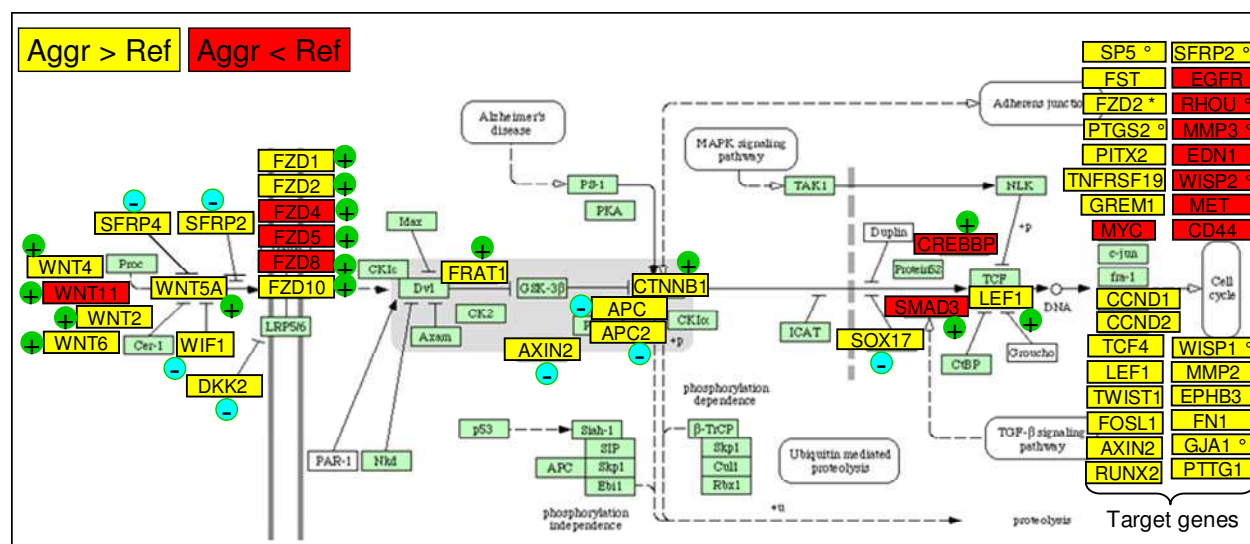 Aggr > Ref
Aggr < Ref
SP5 °
SFRP2 °
FST
EGFR
Adherens junction
FZD2 *
RHOU °
Alzheimer's
disease
PTGS2 °
MMP3 °
MAPK signaling
pathway
PITX2
EDN1
FZD1
+
FZD2
+
PS-1
TAK1
NLK
TNFRSF19
WISP2 °
PKA
GREM1
MET
FZD4
+
SFRP4
-
SFRP2
-
Idax
Duplin
+
CREBBP
+p
MYC
CD44
FZD5
+
c-jun
+
WNT4
Proc
FZD8
+
CKIε
FRAT1
+
CTNNB1
+
Protein52
TCF
fra-1
Cell
cycle
+
WNT11
WNT5A
+
FZD10
+
Dvl
GSK-3β
LEF1
+
DNA
CCND1
+
WNT2
-
APC
SMAD3
+
CCND2
CK2
LRP5/6
Axam
APC2
-
CKIα
+p
ICAT
SOX17
-
+
WNT6
Cer-1
WIF1
-
AXIN2
-
CtBP
Groucho
TCF4
WISP1 °
DKK2
-
LEF1
MMP2
phosphorylation
dependence
TWIST1
EPHB3
p53
Siah-1
SIP
APC
Skp1
Ebi1
β-TrCP
Skp1
Cul1
Rbx1
Ubiquitin mediated
proteolysis
TGF-β signaling
pathway
FOSL1
FN1
PAR-1
Nkd
AXIN2
GJA1 °
RUNX2
PTTG1
phosphorylation
independence
+u
proteolysis
Target genes